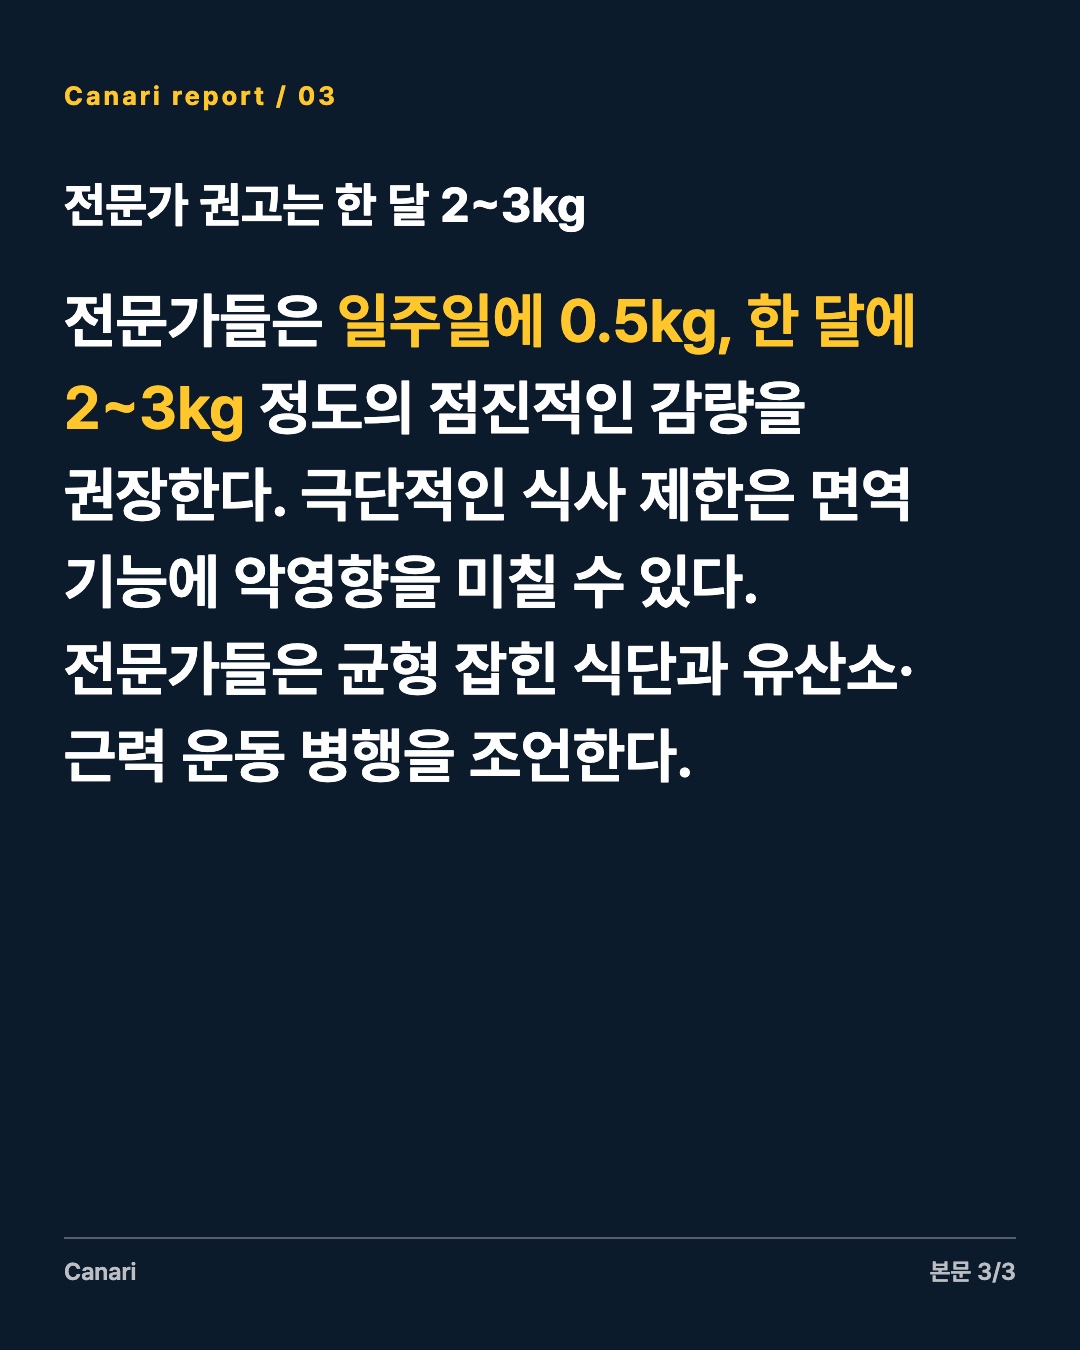 Canari report / 03
전문가 권고는 한 달 2~3kg
전문가들은 일주일에 0.5kg, 한 달에
2~3kg 정도의 점진적인 감량을
권장한다. 극단적인 식사 제한은 면역
기능에 악영향을 미칠 수 있다.
전문가들은 균형 잡힌 식단과 유산소·
근력 운동 병행을 조언한다.
Canari
본문 3/3